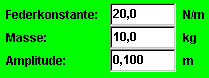 Federkonstante: 20,0 N/m
Masse: 10,0 kg
Amplitude: 0,100 m